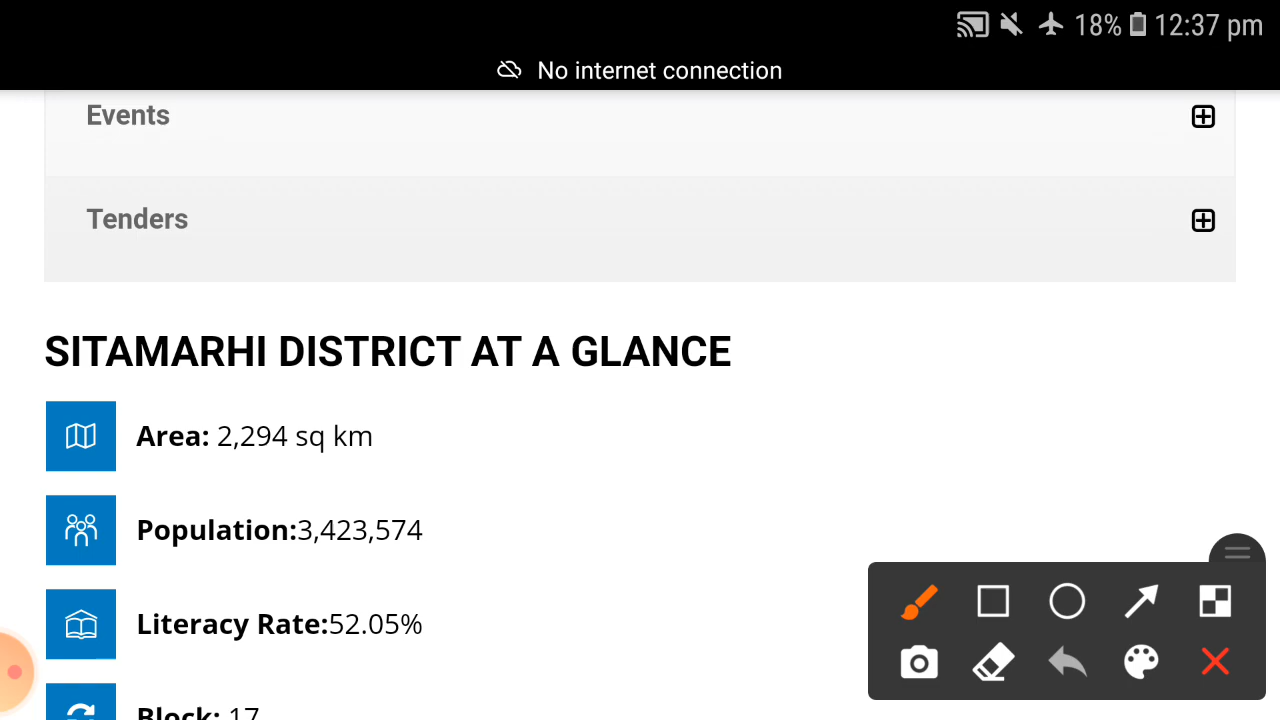 18% 12:37 pm
No internet connection
Events
Tenders
SITAMARHI DISTRICT AT A GLANCE
Area: 2,294 sq km
Population:3,423,574
Literacy Rate:52.05%
Block: 17